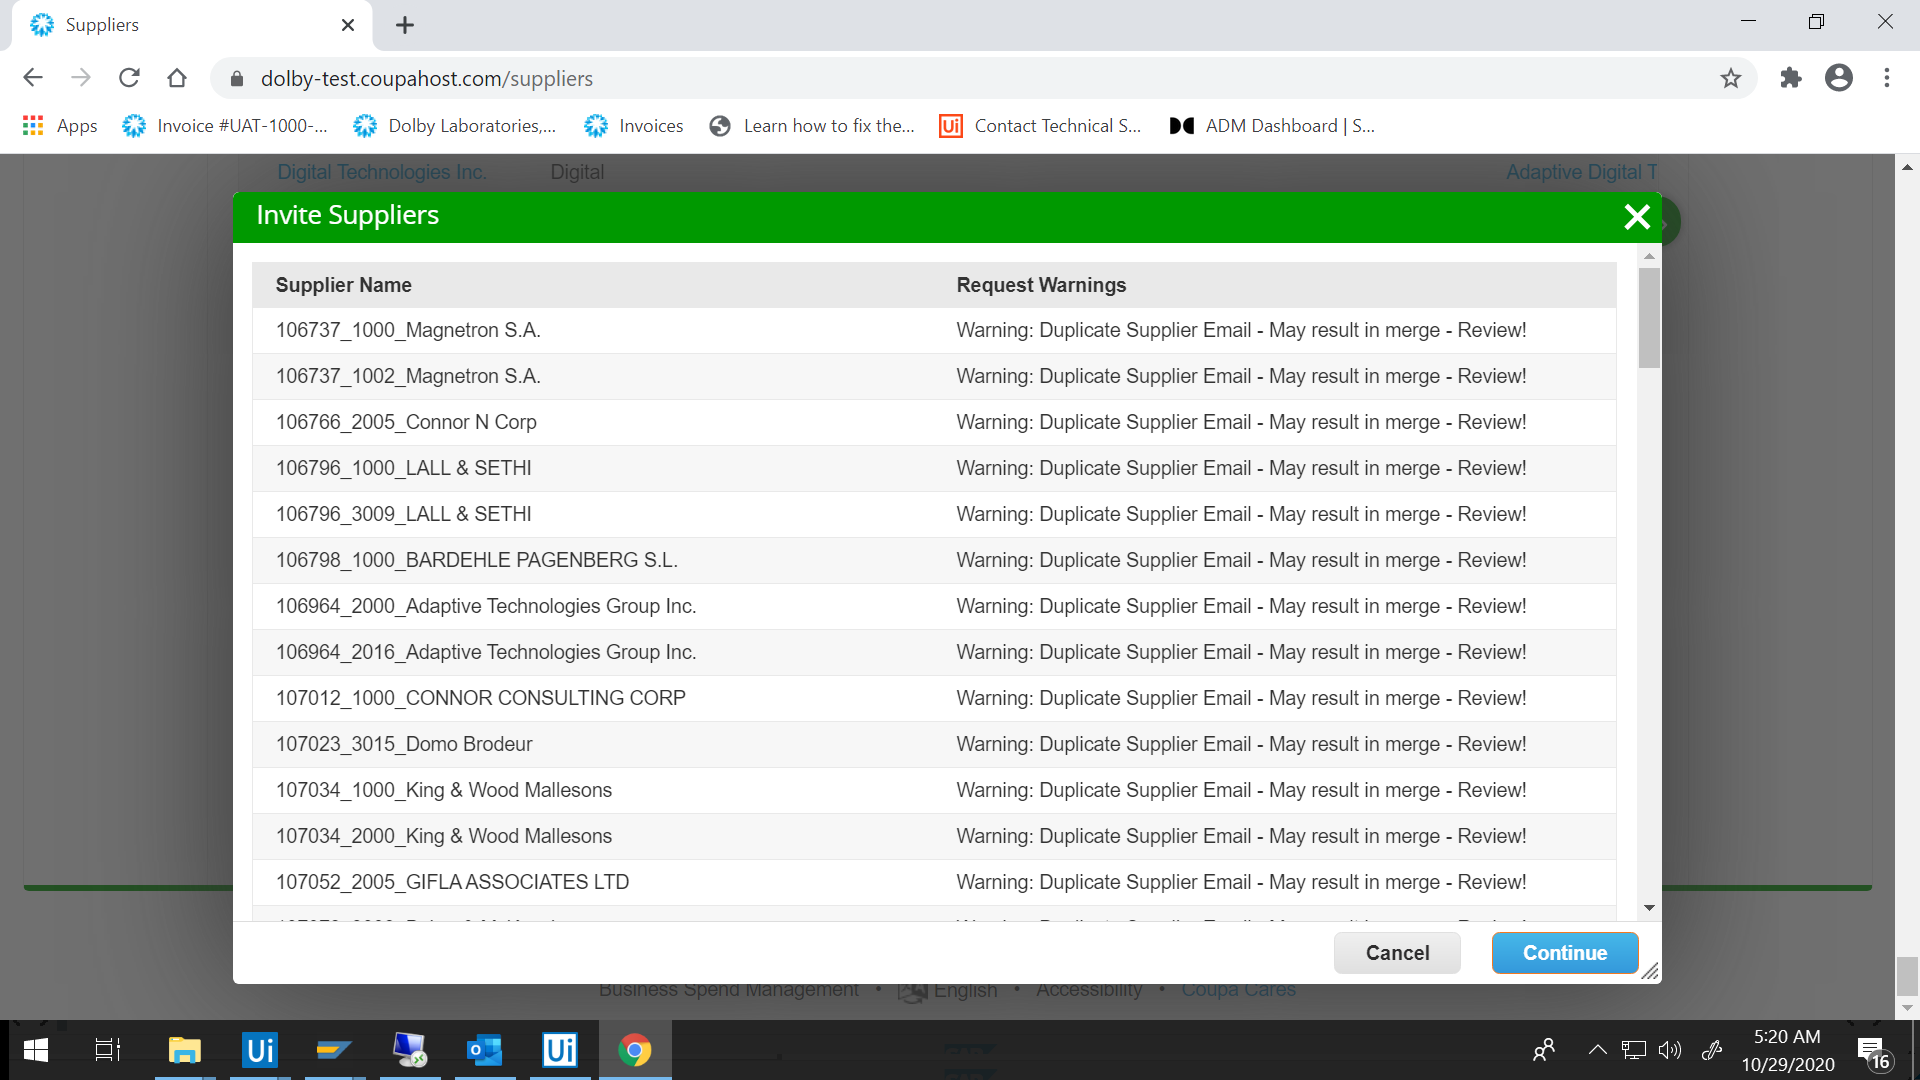 Suppliers
dolby-test.coupahost.com/suppliers
Apps Invoice #UAT-1000-... Dolby Laboratories,... Invoices Learn how to fix the... Ui Contact Technical S... ADM Dashboard | S...
Digital Technologies Inc. Digital Adaptive Digital T
Invite Suppliers
Supplier Name Request Warnings
106737_1000_Magnetron S.A. Warning: Duplicate Supplier Email - May result in merge - Review!
106737_1002_Magnetron S.A. Warning: Duplicate Supplier Email - May result in merge - Review!
106766_2005_Connor N Corp Warning: Duplicate Supplier Email - May result in merge - Review!
106796_1000_LALL & SETHI Warning: Duplicate Supplier Email - May result in merge - Review!
106796_3009_LALL & SETHI Warning: Duplicate Supplier Email - May result in merge - Review!
106798_1000_BARDEHLE PAGENBERG S.L. Warning: Duplicate Supplier Email - May result in merge - Review!
106964_2000_Adaptive Technologies Group Inc. Warning: Duplicate Supplier Email - May result in merge - Review!
106964_2016_Adaptive Technologies Group Inc. Warning: Duplicate Supplier Email - May result in merge - Review!
107012_1000_CONNOR CONSULTING CORP Warning: Duplicate Supplier Email - May result in merge - Review!
107023_3015_Domo Brodeur Warning: Duplicate Supplier Email - May result in merge - Review!
107034_1000_King & Wood Mallesons Warning: Duplicate Supplier Email - May result in merge - Review!
107034_2000_King & Wood Mallesons Warning: Duplicate Supplier Email - May result in merge - Review!
107052_2005_GIFLA ASSOCIATES LTD Warning: Duplicate Supplier Email - May result in merge - Review!
Cancel Continue
Business Spend Management • English • Accessibility • Coupa Cares
Ui Ui 5:20 AM
10/29/2020 16